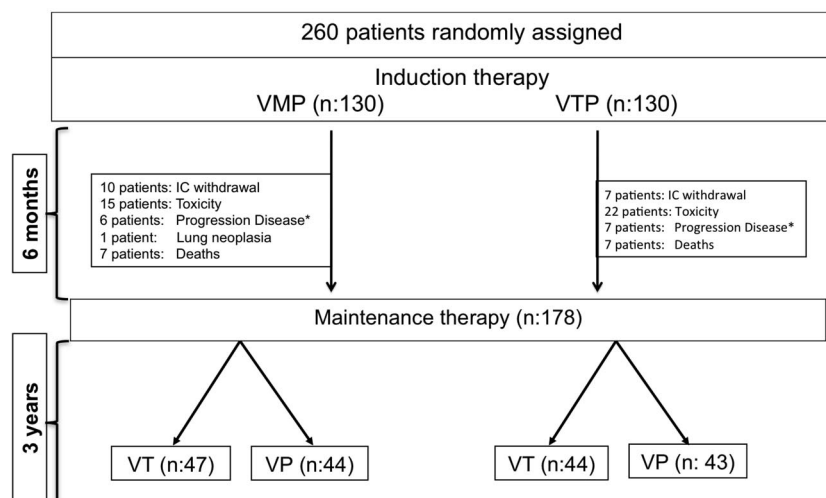 260 patients randomly assigned
Induction therapy
VMP (n:130) VTP (n:130)
6 months
10 patients: IC withdrawal
15 patients: Toxicity
6 patients: Progression Disease*
1 patient: Lung neoplasia
7 patients: Deaths
7 patients: IC withdrawal
22 patients: Toxicity
7 patients: Progression Disease*
7 patients: Deaths
Maintenance therapy (n:178)
3 years
VT (n:47) VP (n:44) VT (n:44) VP (n: 43)